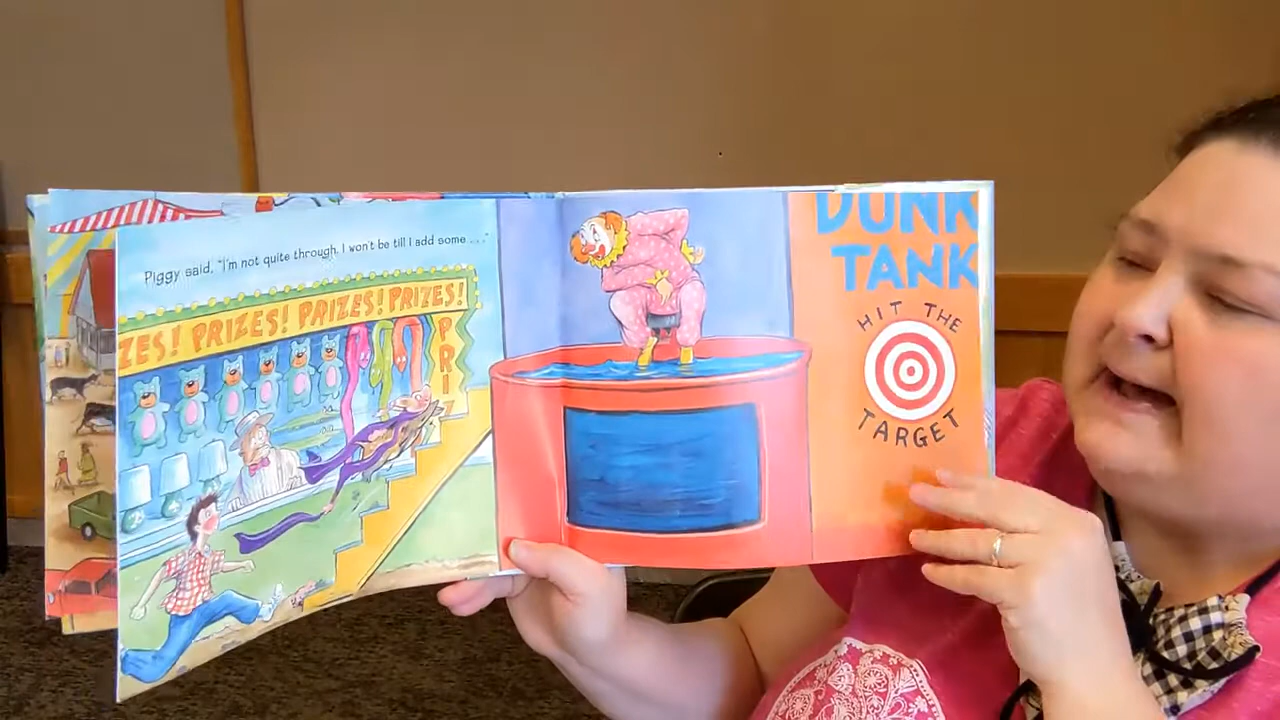 Piggy said, "I'm not quite through. I won't be till I add some . . ."
ZES! PRIZES! PRIZES! PRIZES!
PRIZ
DUNK
TANK
HIT THE
TARGET